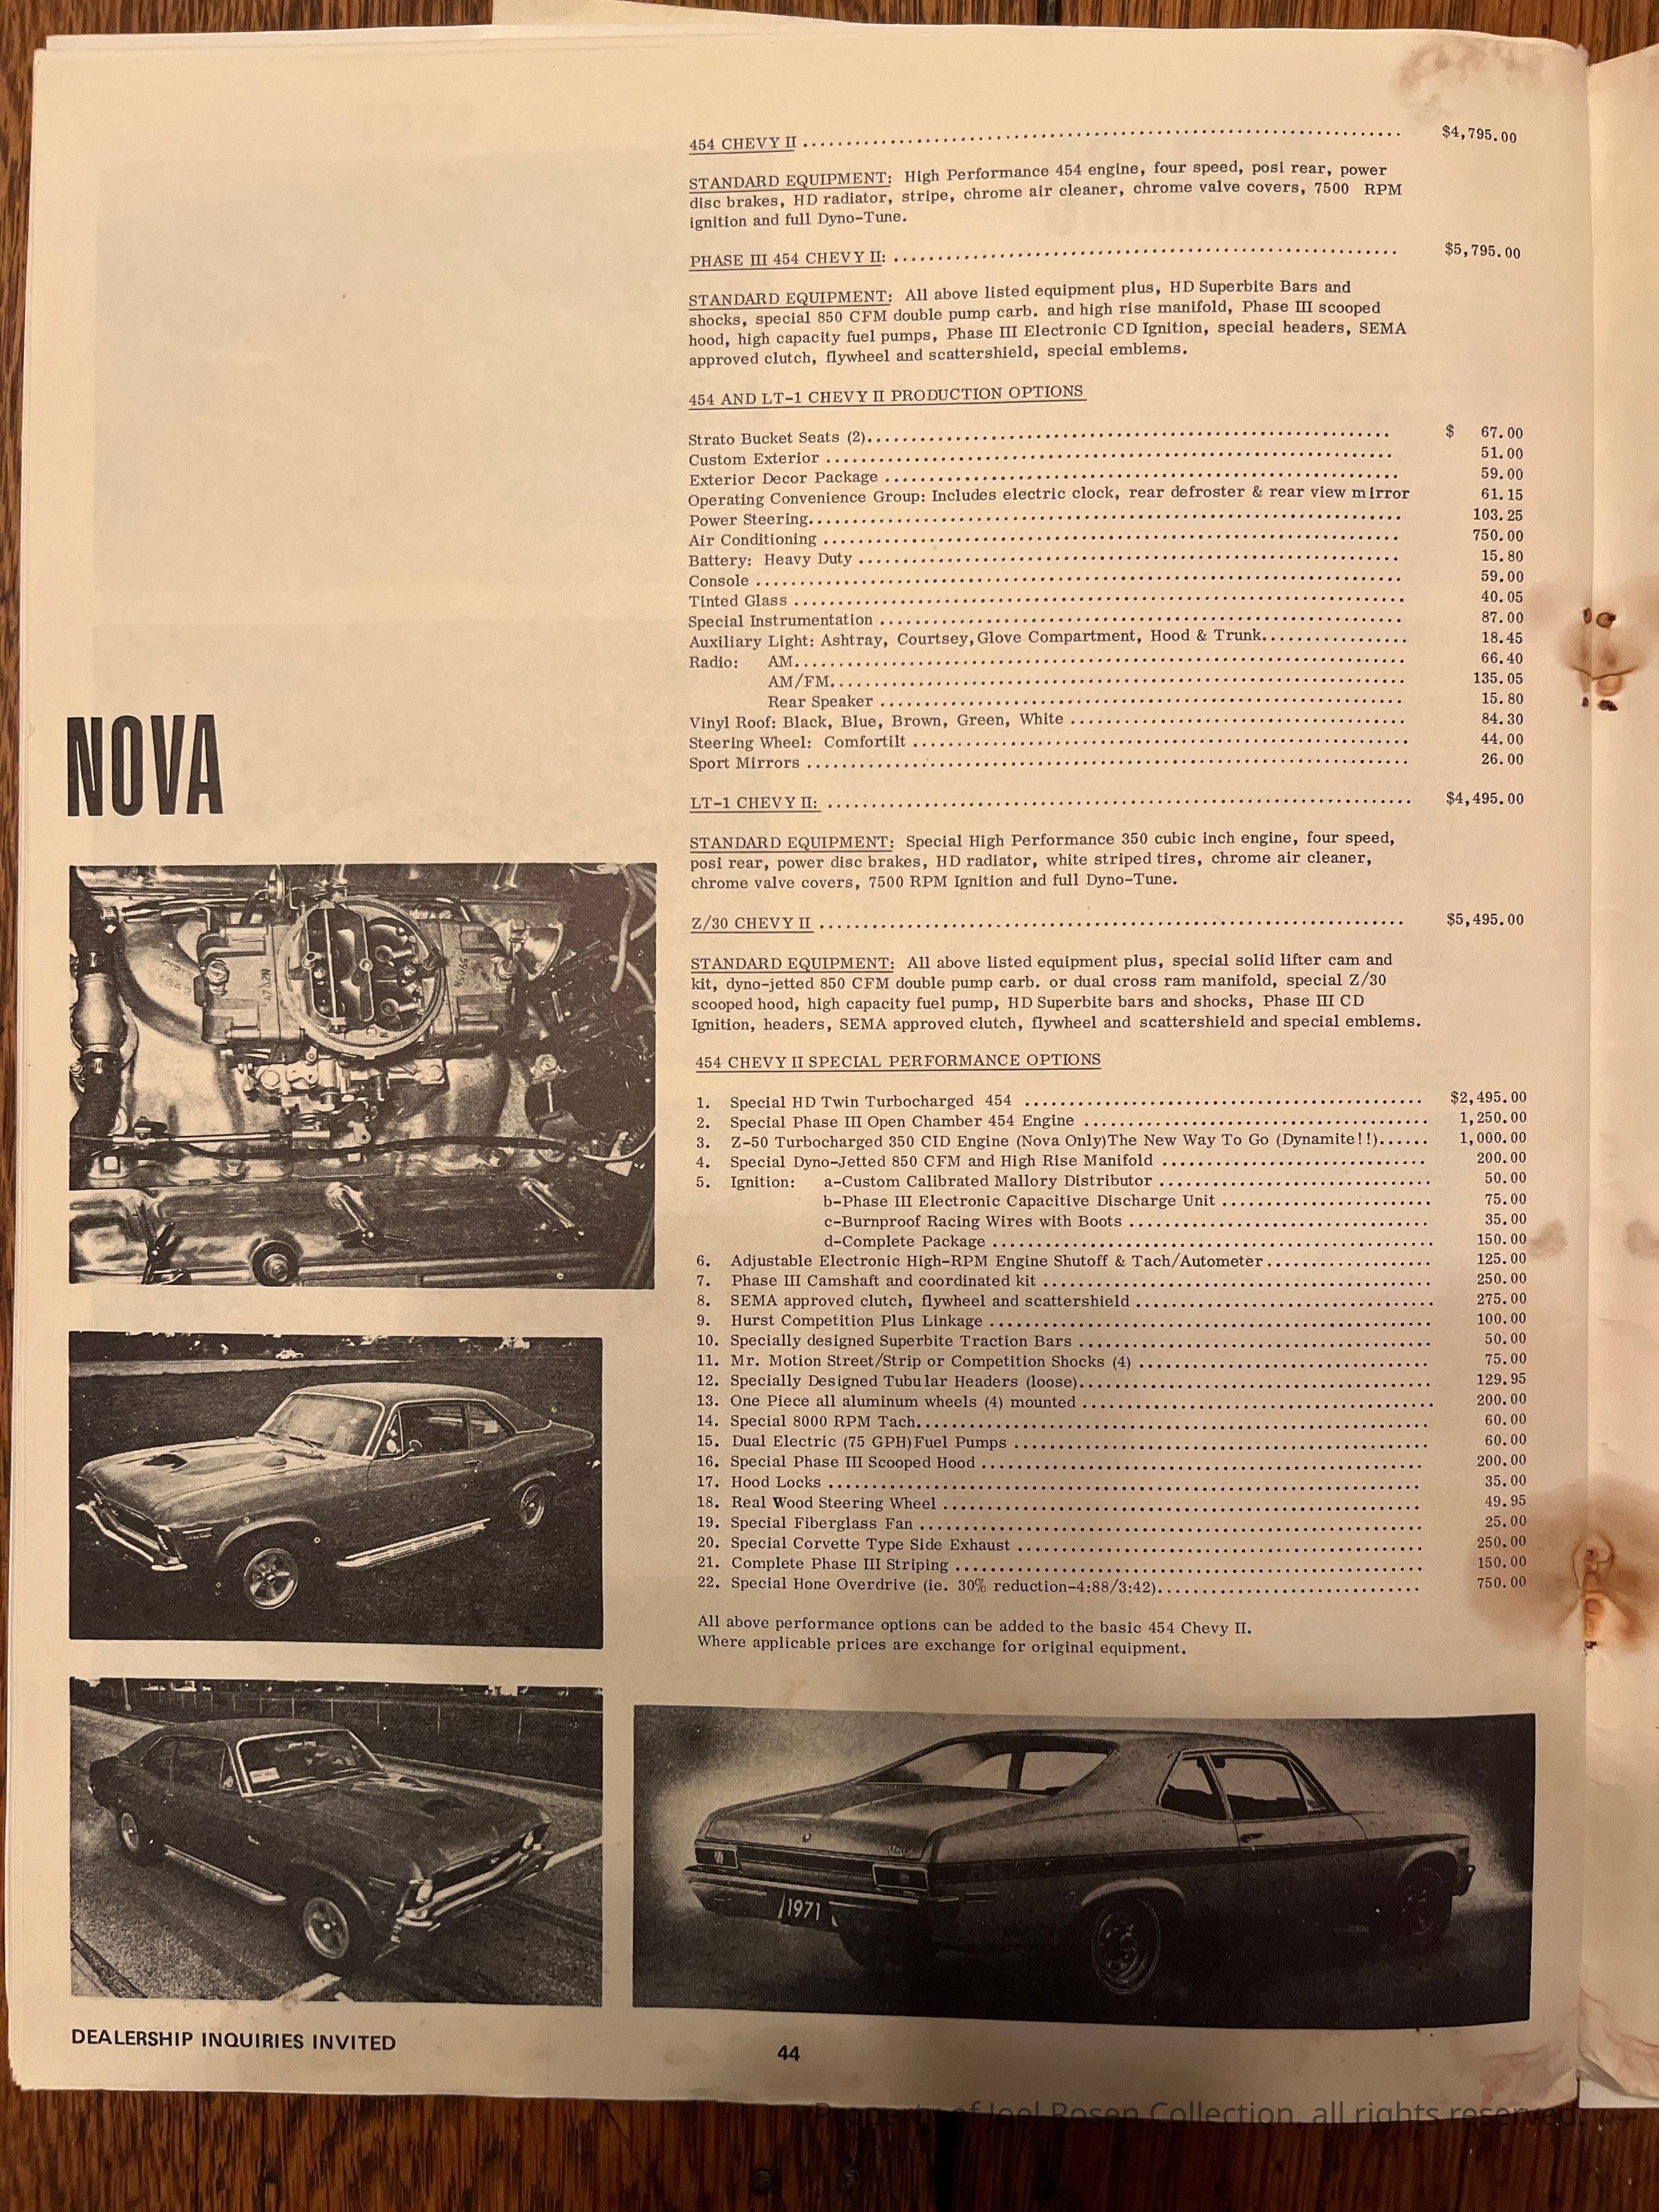 454 CHEVY II ........ $4,795.00
STANDARD EQUIPMENT: High Performance 454 engine, four speed, posi rear, power
disc brakes, HD radiator, stripe, chrome air cleaner, chrome valve covers, 7500 RPM
ignition and full Dyno-Tune.
PHASE III 454 CHEVY II: ........ $5,795.00
STANDARD EQUIPMENT: All above listed equipment plus, HD Superbite Bars and
shocks, special 850 CFM double pump carb. and high rise manifold, Phase III scooped
hood, high capacity fuel pumps, Phase III Electronic CD Ignition, special headers, SEMA
approved clutch, flywheel and scattershield, special emblems.
454 AND LT-1 CHEVY II PRODUCTION OPTIONS
Strato Bucket Seats (2)........ $ 67.00
Custom Exterior ........ 51.00
Exterior Decor Package ........ 59.00
Operating Convenience Group: Includes electric clock, rear defroster & rear view mirror 61.15
Power Steering........ 103.25
Air Conditioning ........ 750.00
Battery: Heavy Duty ........ 15.80
Console ........ 59.00
Tinted Glass ........ 40.05
Special Instrumentation ........ 87.00
Auxiliary Light: Ashtray, Courtsey, Glove Compartment, Hood & Trunk........ 18.45
Radio: AM........ 66.40
AM/FM........ 135.05
Rear Speaker ........ 15.80
Vinyl Roof: Black, Blue, Brown, Green, White ........ 84.30
Steering Wheel: Comfortilt ........ 44.00
Sport Mirrors ........ 26.00
NOVA
LT-1 CHEVY II: ........ $4,495.00
STANDARD EQUIPMENT: Special High Performance 350 cubic inch engine, four speed,
posi rear, power disc brakes, HD radiator, white striped tires, chrome air cleaner,
chrome valve covers, 7500 RPM Ignition and full Dyno-Tune.
Z/30 CHEVY II ........ $5,495.00
STANDARD EQUIPMENT: All above listed equipment plus, special solid lifter cam and
kit, dyno-jetted 850 CFM double pump carb. or dual cross ram manifold, special Z/30
scooped hood, high capacity fuel pump, HD Superbite bars and shocks, Phase III CD
Ignition, headers, SEMA approved clutch, flywheel and scattershield and special emblems.
454 CHEVY II SPECIAL PERFORMANCE OPTIONS
1. Special HD Twin Turbocharged 454 ........ $2,495.00
2. Special Phase III Open Chamber 454 Engine ........ 1,250.00
3. Z-50 Turbocharged 350 CID Engine (Nova Only)The New Way To Go (Dynamite!!)...... 1,000.00
4. Special Dyno-Jetted 850 CFM and High Rise Manifold ........ 200.00
5. Ignition: a-Custom Calibrated Mallory Distributor ........ 50.00
b-Phase III Electronic Capacitive Discharge Unit ........ 75.00
c-Burnproof Racing Wires with Boots ........ 35.00
d-Complete Package ........ 150.00
6. Adjustable Electronic High-RPM Engine Shutoff & Tach/Autometer........ 125.00
7. Phase III Camshaft and coordinated kit ........ 250.00
8. SEMA approved clutch, flywheel and scattershield ........ 275.00
9. Hurst Competition Plus Linkage ........ 100.00
10. Specially designed Superbite Traction Bars ........ 50.00
11. Mr. Motion Street/Strip or Competition Shocks (4) ........ 75.00
12. Specially Designed Tubular Headers (loose)........ 129.95
13. One Piece all aluminum wheels (4) mounted ........ 200.00
14. Special 8000 RPM Tach........ 60.00
15. Dual Electric (75 GPH)Fuel Pumps ........ 60.00
16. Special Phase III Scooped Hood ........ 200.00
17. Hood Locks ........ 35.00
18. Real Wood Steering Wheel ........ 49.95
19. Special Fiberglass Fan ........ 25.00
20. Special Corvette Type Side Exhaust ........ 250.00
21. Complete Phase III Striping ........ 150.00
22. Special Hone Overdrive (ie. 30% reduction-4:88/3:42)........ 750.00
All above performance options can be added to the basic 454 Chevy II.
Where applicable prices are exchange for original equipment.
1971
DEALERSHIP INQUIRIES INVITED
44
Property of Joel Rosen Collection, all rights reserved.